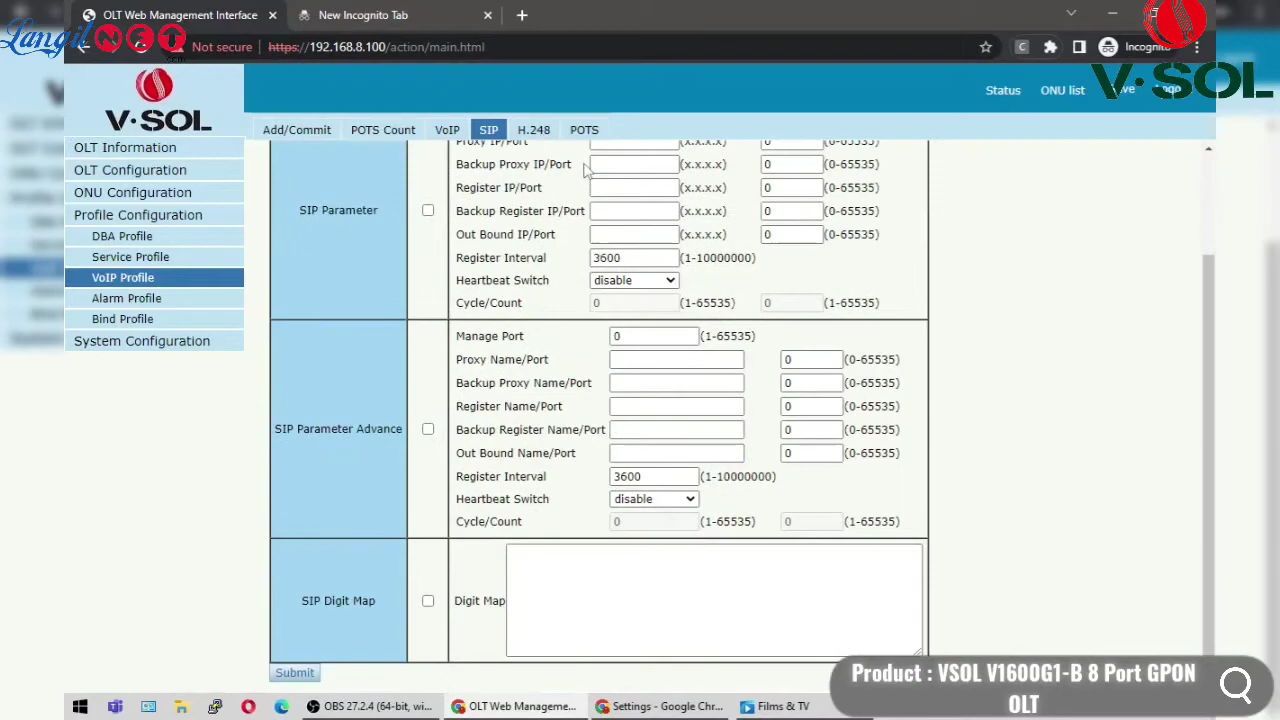 OLT Web Management Interface
New Incognito Tab
LangitNET
.com
Not secure
https://192.168.8.100/action/main.html
Incognito
V·SOL
V·SOL
Status
ONU list
Add/Commit
POTS Count
VoIP
SIP
H.248
POTS
OLT Information
OLT Configuration
ONU Configuration
Profile Configuration
DBA Profile
Service Profile
VoIP Profile
Alarm Profile
Bind Profile
System Configuration
SIP Parameter
Proxy IP/Port (x.x.x.x) 0 (0-65535)
Backup Proxy IP/Port (x.x.x.x) 0 (0-65535)
Register IP/Port (x.x.x.x) 0 (0-65535)
Backup Register IP/Port (x.x.x.x) 0 (0-65535)
Out Bound IP/Port (x.x.x.x) 0 (0-65535)
Register Interval 3600 (1-10000000)
Heartbeat Switch disable
Cycle/Count 0 (1-65535) 0 (1-65535)
SIP Parameter Advance
Manage Port 0 (1-65535)
Proxy Name/Port 0 (0-65535)
Backup Proxy Name/Port 0 (0-65535)
Register Name/Port 0 (0-65535)
Backup Register Name/Port 0 (0-65535)
Out Bound Name/Port 0 (0-65535)
Register Interval 3600 (1-10000000)
Heartbeat Switch disable
Cycle/Count 0 (1-65535) 0 (1-65535)
SIP Digit Map
Digit Map
Submit
Product : VSOL V1600G1-B 8 Port GPON
OLT
OBS 27.2.4 (64-bit, wi...
OLT Web Manageme...
Settings - Google Chr...
Films & TV